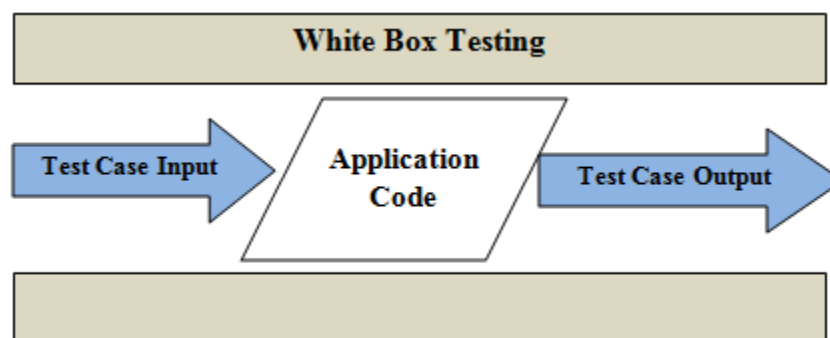 White Box Testing
Test Case Input
Application
Code
Test Case Output